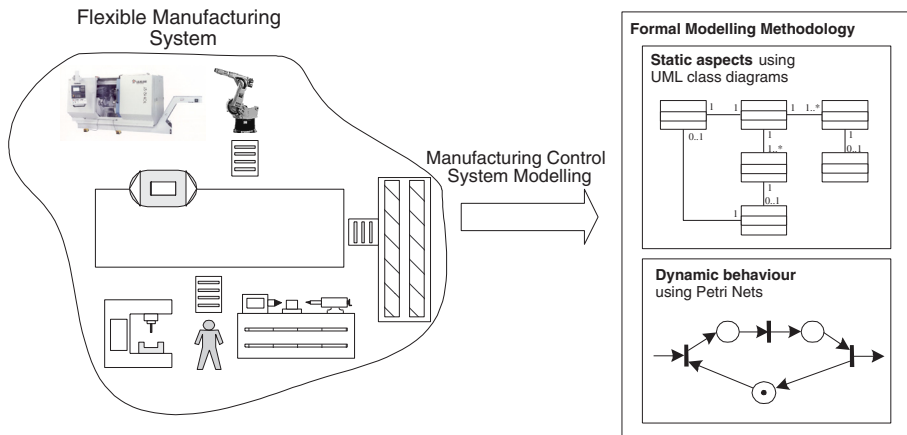 Flexible Manufacturing
System
Manufacturing Control
System Modelling
Formal Modelling Methodology
Static aspects using
UML class diagrams
1 1 1 1..*
0..1 1 1
1..* 0..1
1
0..1
1
Dynamic behaviour
using Petri Nets